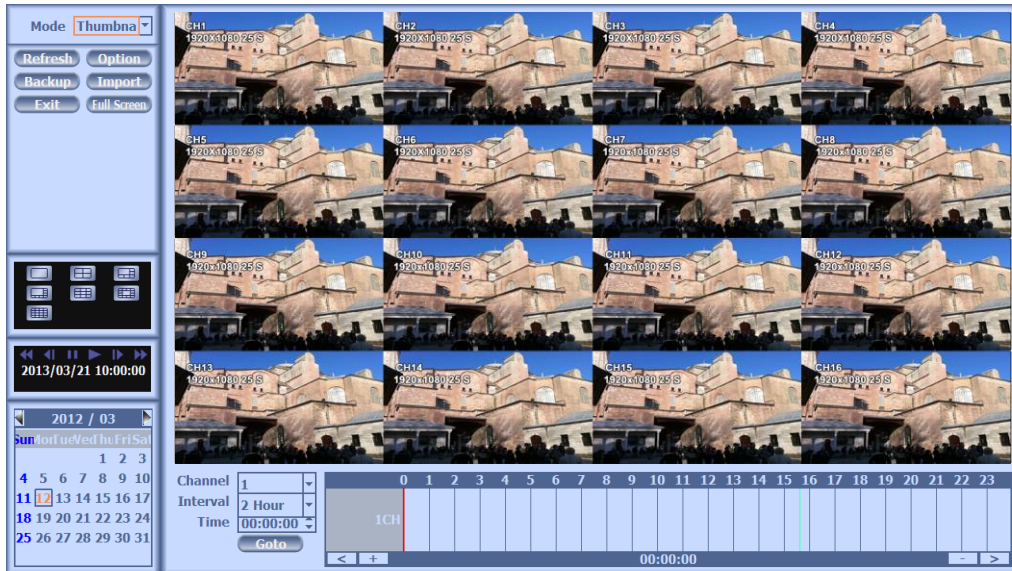 Mode Thumbna
Refresh Option
Backup Import
Exit Full Screen
2013/03/21 10:00:00
2012 / 03
Sun Mon Tue Wed Thu Fri Sat
1 2 3
4 5 6 7 8 9 10
11 12 13 14 15 16 17
18 19 20 21 22 23 24
25 26 27 28 29 30 31
CH1
1920X1080 25 S
CH2
1920X1080 25 S
CH3
1920X1080 25 S
CH4
1920X1080 25 S
CH5
1920X1080 25 S
CH6
1920X1080 25 S
CH7
1920x1080 25 S
CH8
1920x1080 25 S
CH9
1920x1080 25 S
CH10
1920x1080 25 S
CH11
1920x1080 25 S
CH12
1920x1080 25 S
CH13
1920x1080 25 S
CH14
1920x1080 25 S
CH15
1920x1080 25 S
CH16
1920x1080 25 S
Channel 1
Interval 2 Hour
Time 00:00:00
Goto
0 1 2 3 4 5 6 7 8 9 10 11 12 13 14 15 16 17 18 19 20 21 22 23
1CH
< + 00:00:00 - >